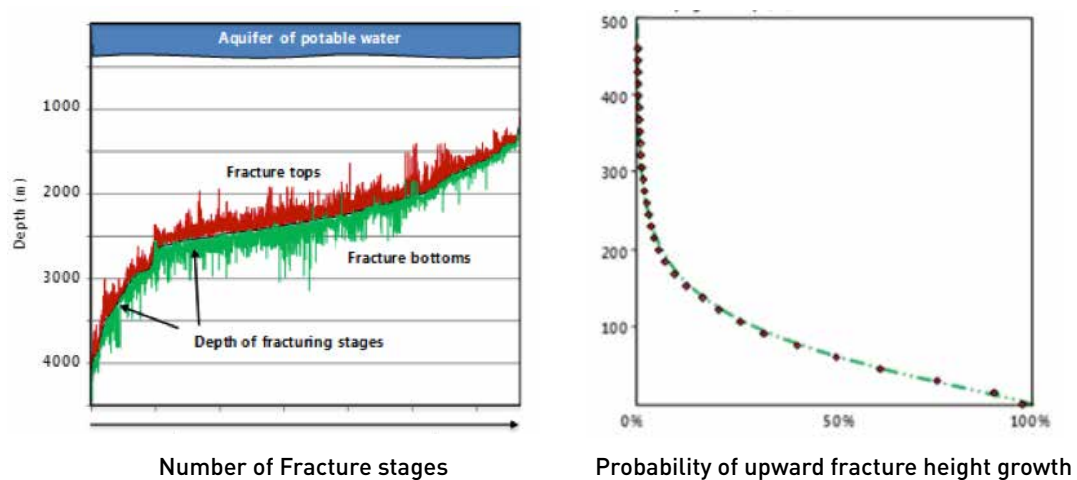 Aquifer of potable water
1000
2000
3000
4000
Depth (m)
Fracture tops
Fracture bottoms
Depth of fracturing stages
Number of Fracture stages
500
400
300
200
100
0
0%
50%
100%
Probability of upward fracture height growth